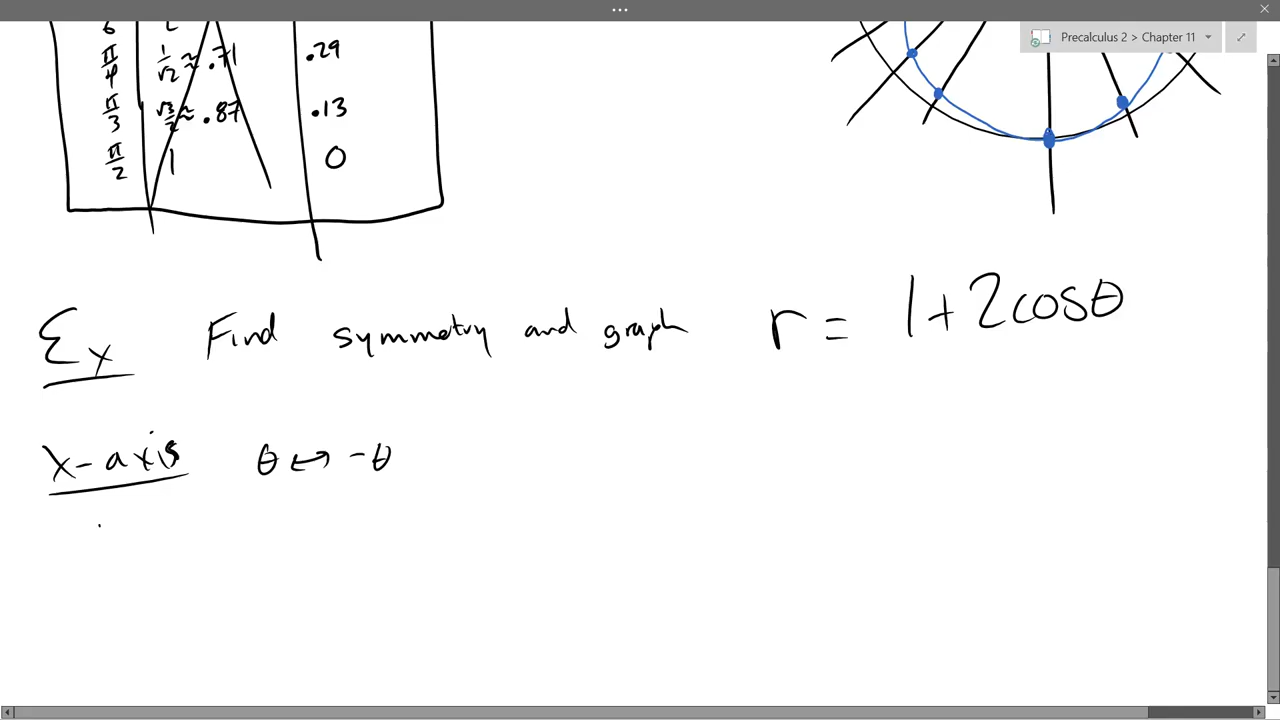 Precalculus 2 > Chapter 11
π/4 1/√2 ≈ .71 .29
π/3 √3/2 ≈ .87 .13
π/2 1 0
Ex Find symmetry and graph r = 1 + 2cosθ
x-axis θ ↔ -θ